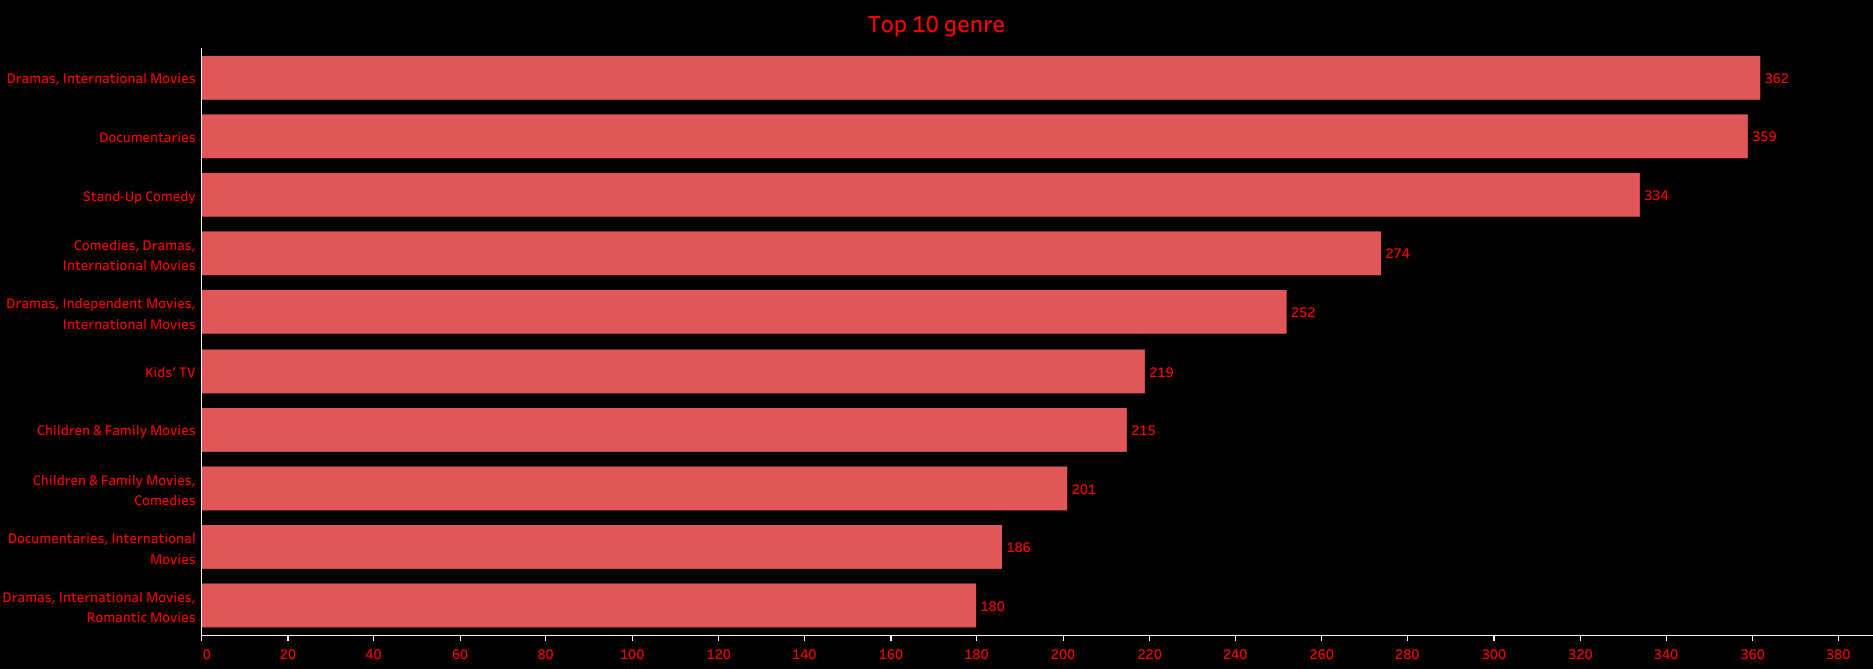 Top 10 genre
Dramas, International Movies
362
Documentaries
359
Stand-Up Comedy
334
Comedies, Dramas,
International Movies
274
Dramas, Independent Movies,
International Movies
252
Kids' TV
219
Children & Family Movies
215
Children & Family Movies,
Comedies
201
Documentaries, International
Movies
186
Dramas, International Movies,
Romantic Movies
180
0 20 40 60 80 100 120 140 160 180 200 220 240 260 280 300 320 340 360 380